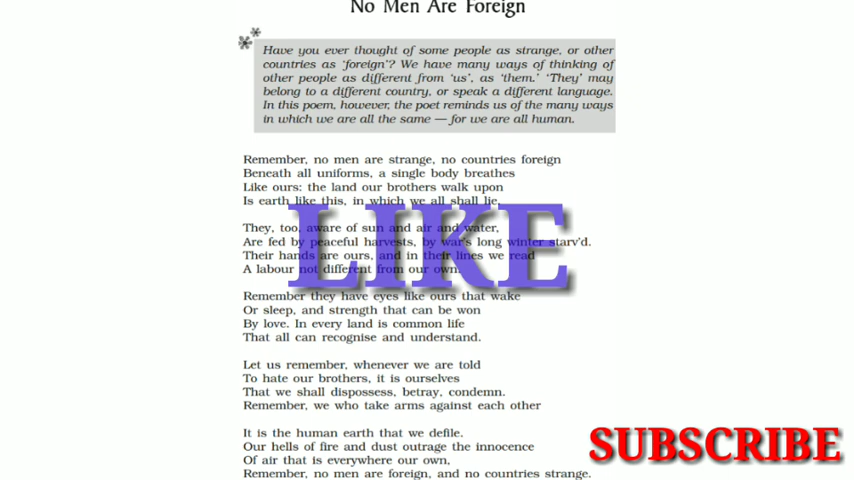 No Men Are Foreign
Have you ever thought of some people as strange, or other
countries as ‘foreign’? We have many ways of thinking of
other people as different from ‘us’, as ‘them.’ ‘They’ may
belong to a different country, or speak a different language.
In this poem, however, the poet reminds us of the many ways
in which we are all the same — for we are all human.
Remember, no men are strange, no countries foreign
Beneath all uniforms, a single body breathes
Like ours: the land our brothers walk upon
Is earth like this, in which we all shall lie.
They, too, aware of sun and air and water,
Are fed by peaceful harvests, by war’s long winter starv’d.
Their hands are ours, and in their lines we read
A labour not different from our own.
LIKE
Remember they have eyes like ours that wake
Or sleep, and strength that can be won
By love. In every land is common life
That all can recognise and understand.
Let us remember, whenever we are told
To hate our brothers, it is ourselves
That we shall dispossess, betray, condemn.
Remember, we who take arms against each other
It is the human earth that we defile.
Our hells of fire and dust outrage the innocence
Of air that is everywhere our own,
Remember, no men are foreign, and no countries strange.
SUBSCRIBE